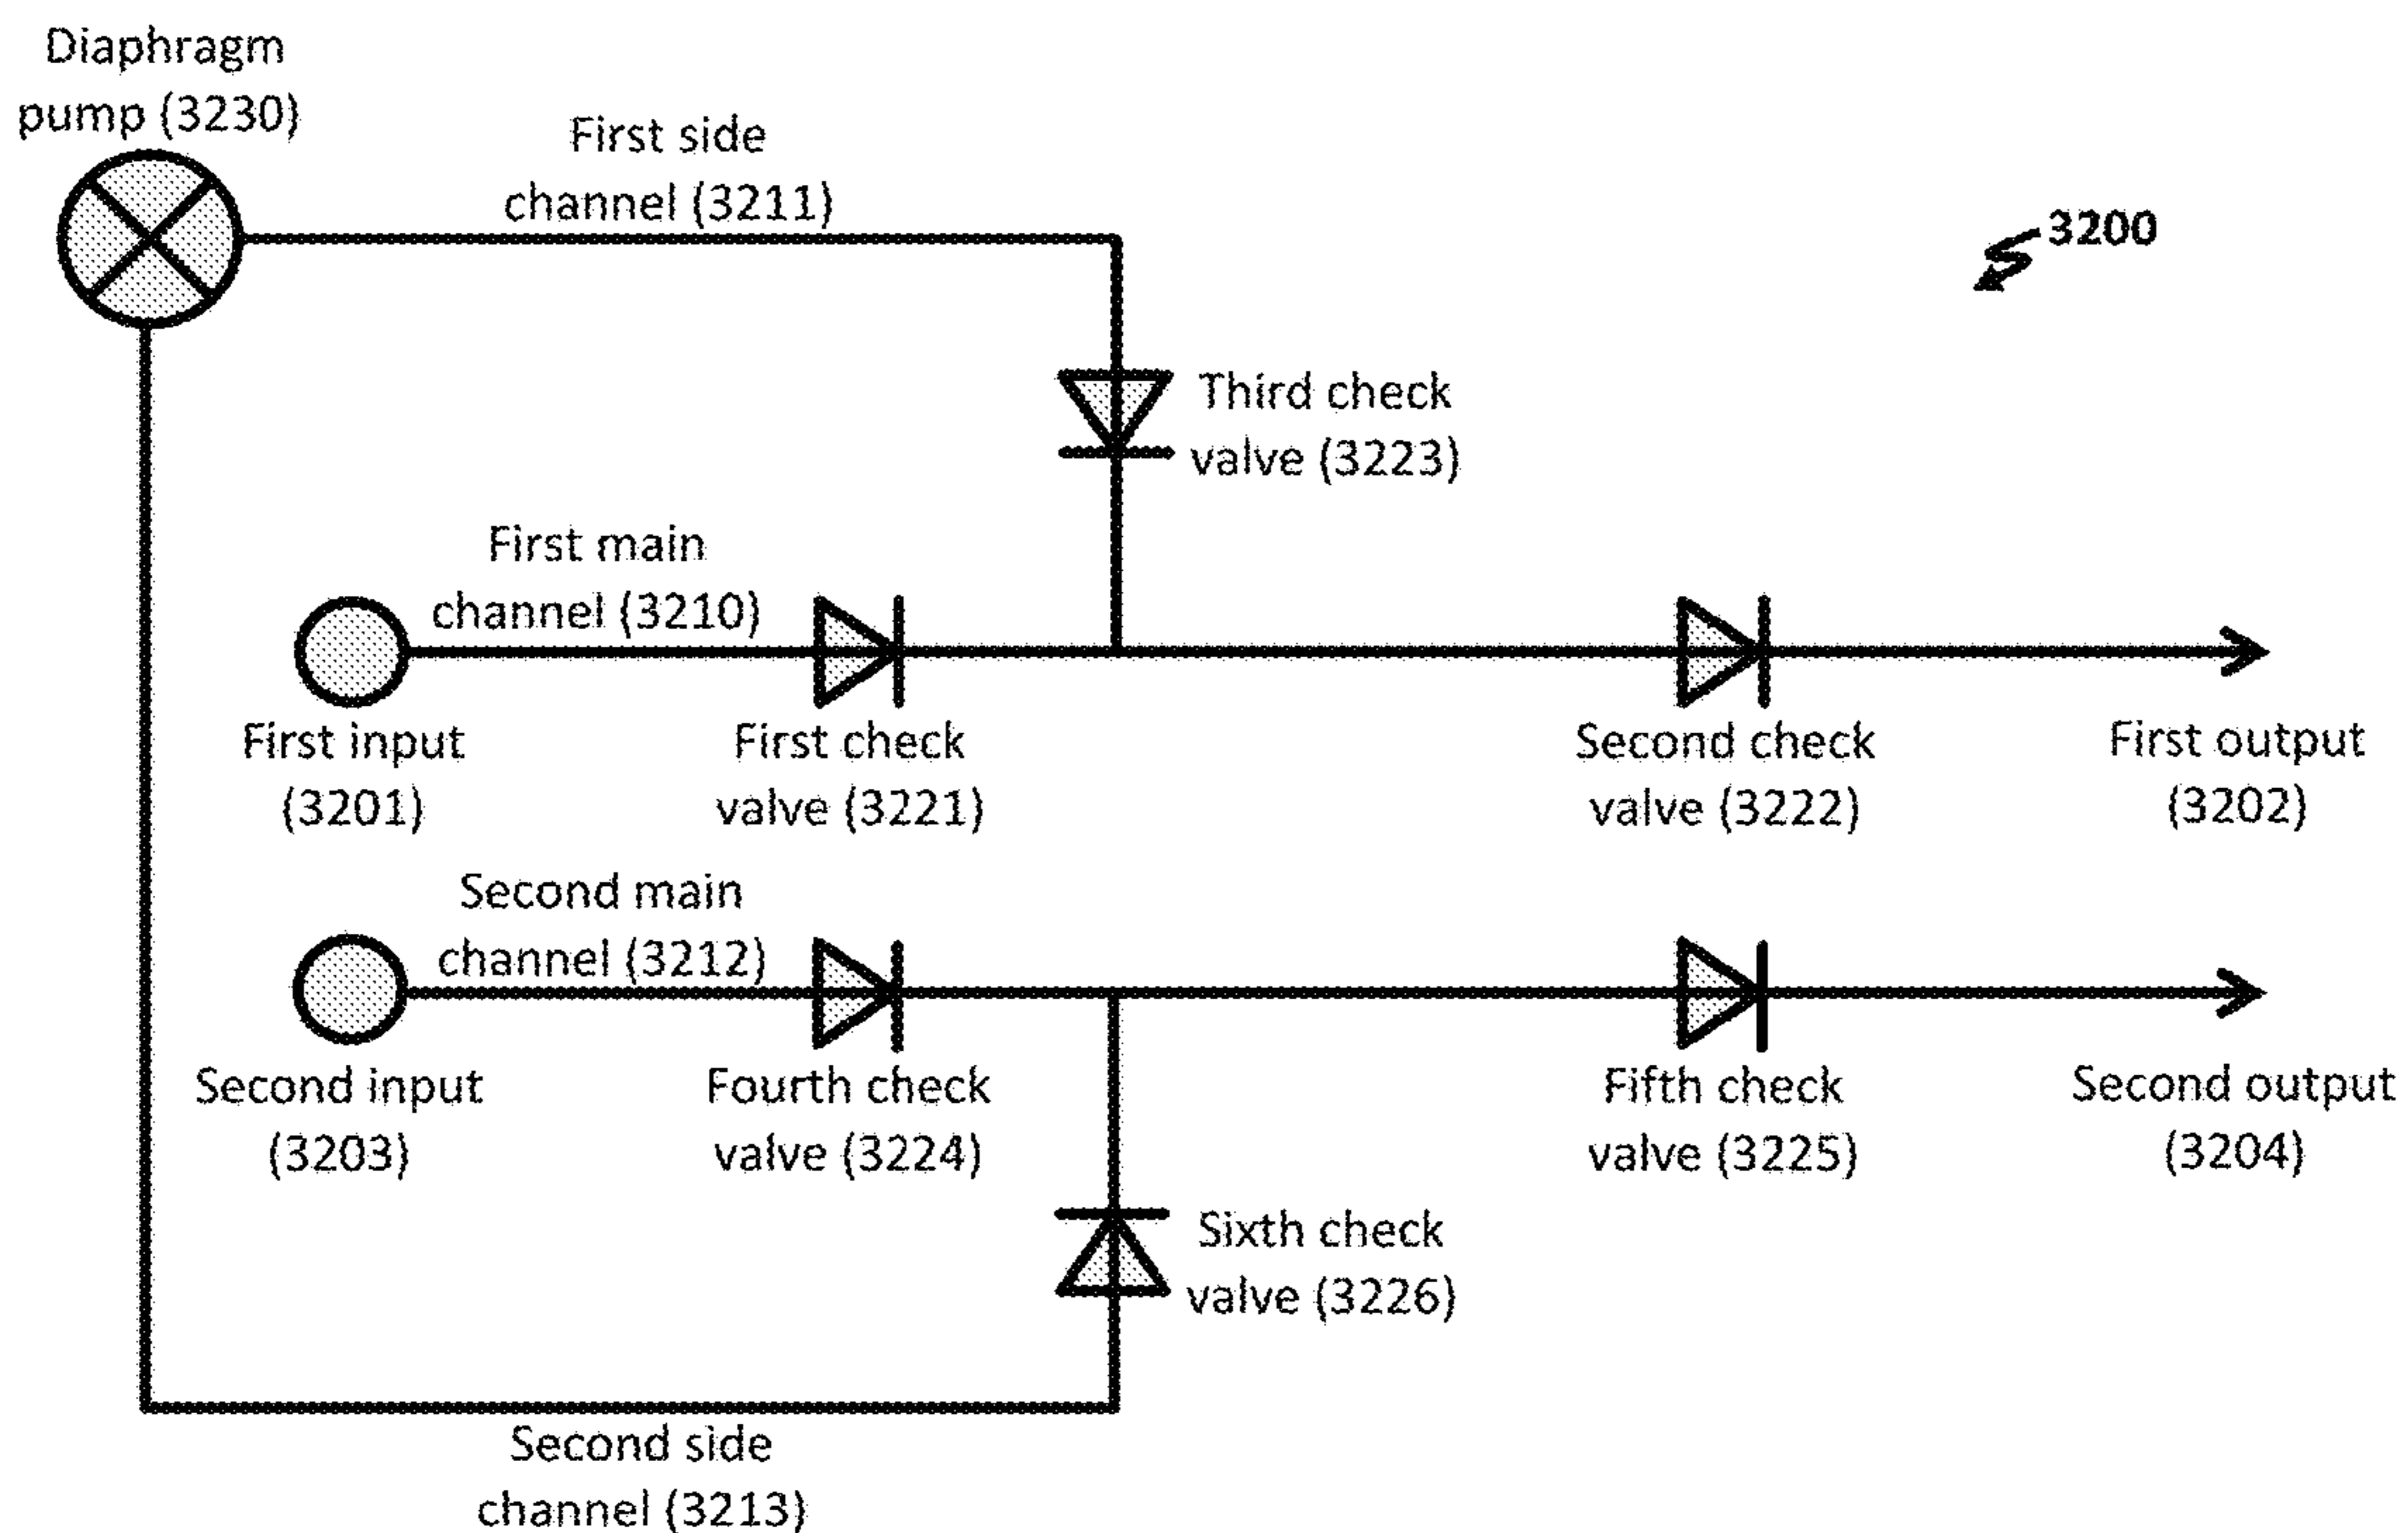 Diaphragm
pump (3230)
First side
channel (3211)
3200
Third check
valve (3223)
First main
channel (3210)
First input
(3201)
First check
valve (3221)
Second check
valve (3222)
First output
(3202)
Second main
channel (3212)
Second input
(3203)
Fourth check
valve (3224)
Fifth check
valve (3225)
Second output
(3204)
Sixth check
valve (3226)
Second side
channel (3213)